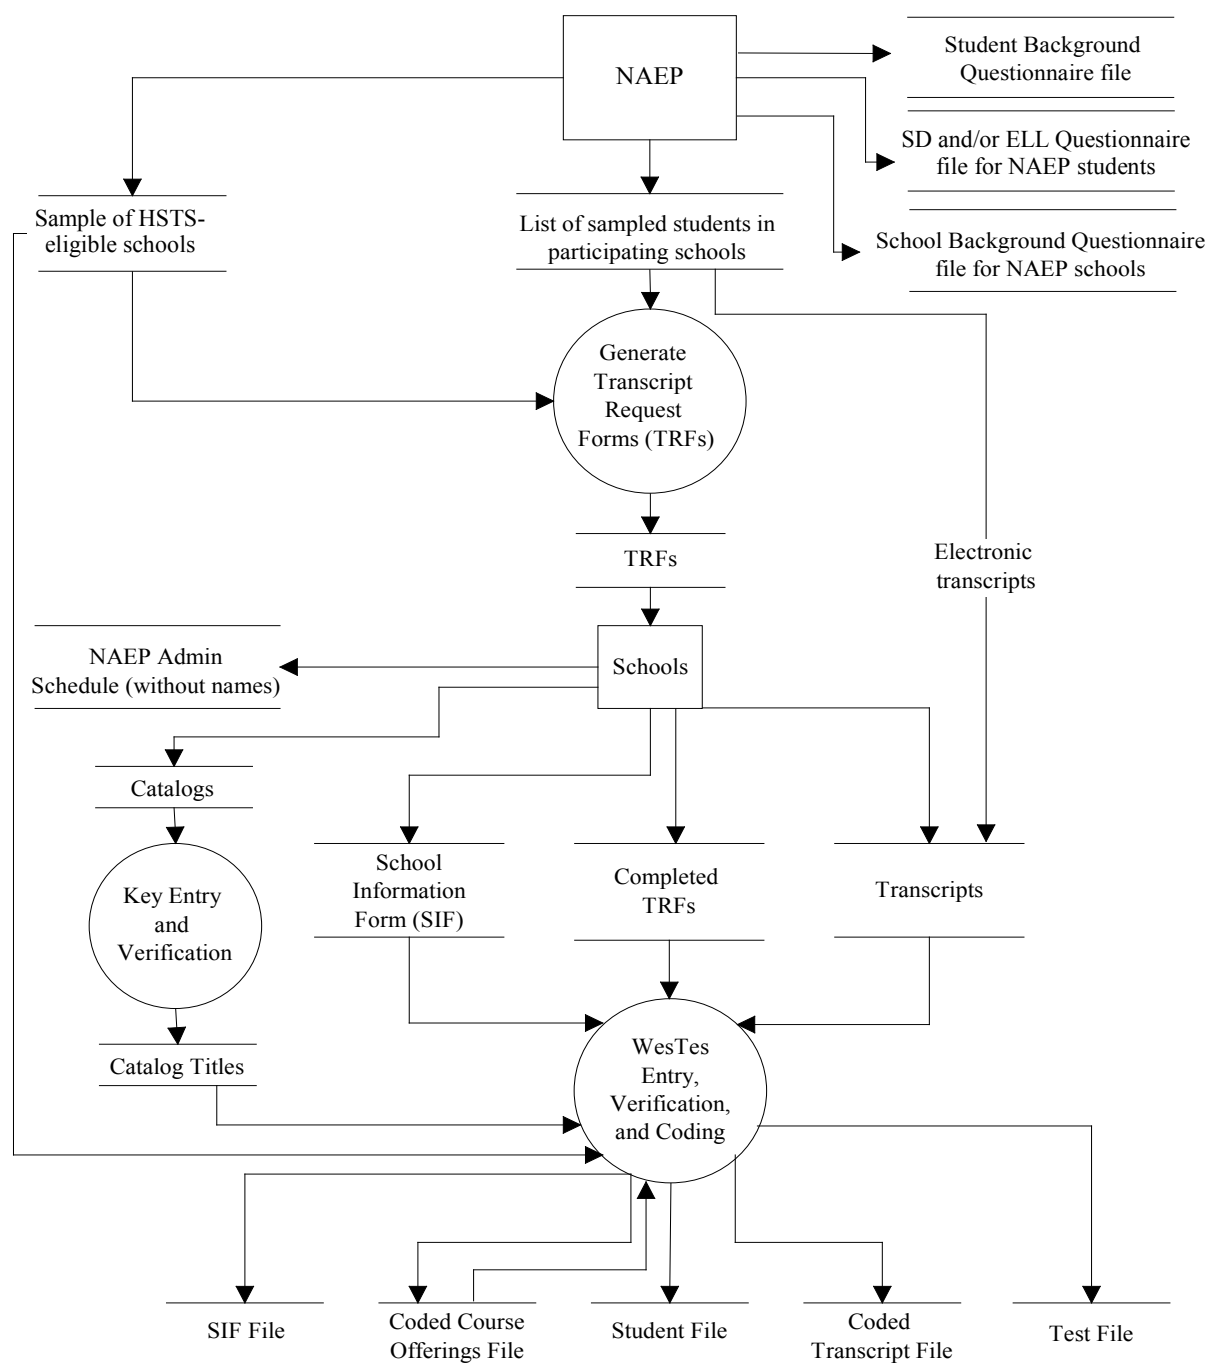 NAEP
Student Background
Questionnaire file
SD and/or ELL Questionnaire
file for NAEP students
School Background Questionnaire
file for NAEP schools
Sample of HSTS-
eligible schools
List of sampled students in
participating schools
Generate
Transcript
Request
Forms (TRFs)
TRFs
Electronic
transcripts
Schools
NAEP Admin
Schedule (without names)
Catalogs
Key Entry
and
Verification
School
Information
Form (SIF)
Completed
TRFs
Transcripts
Catalog Titles
WesTes
Entry,
Verification,
and Coding
SIF File
Coded Course
Offerings File
Student File
Coded
Transcript File
Test File